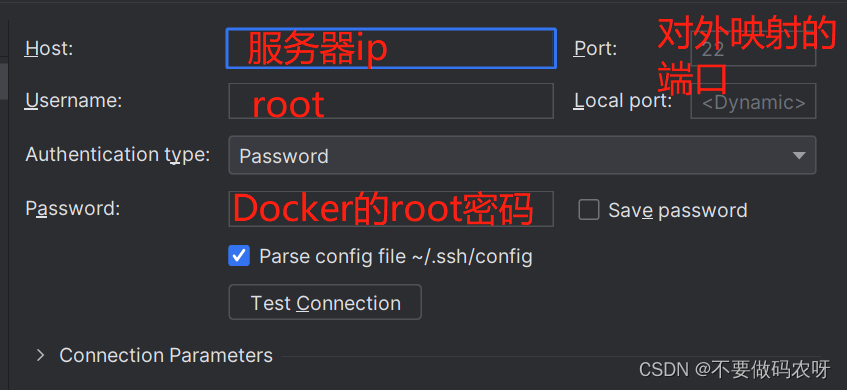 Host: 服务器ip Port: 22 对外映射的
端口
Username: root Local port: <Dynamic>
Authentication type: Password
Password: Docker的root密码 Save password
Parse config file ~/.ssh/config
Test Connection
Connection Parameters
CSDN @不要做码农呀